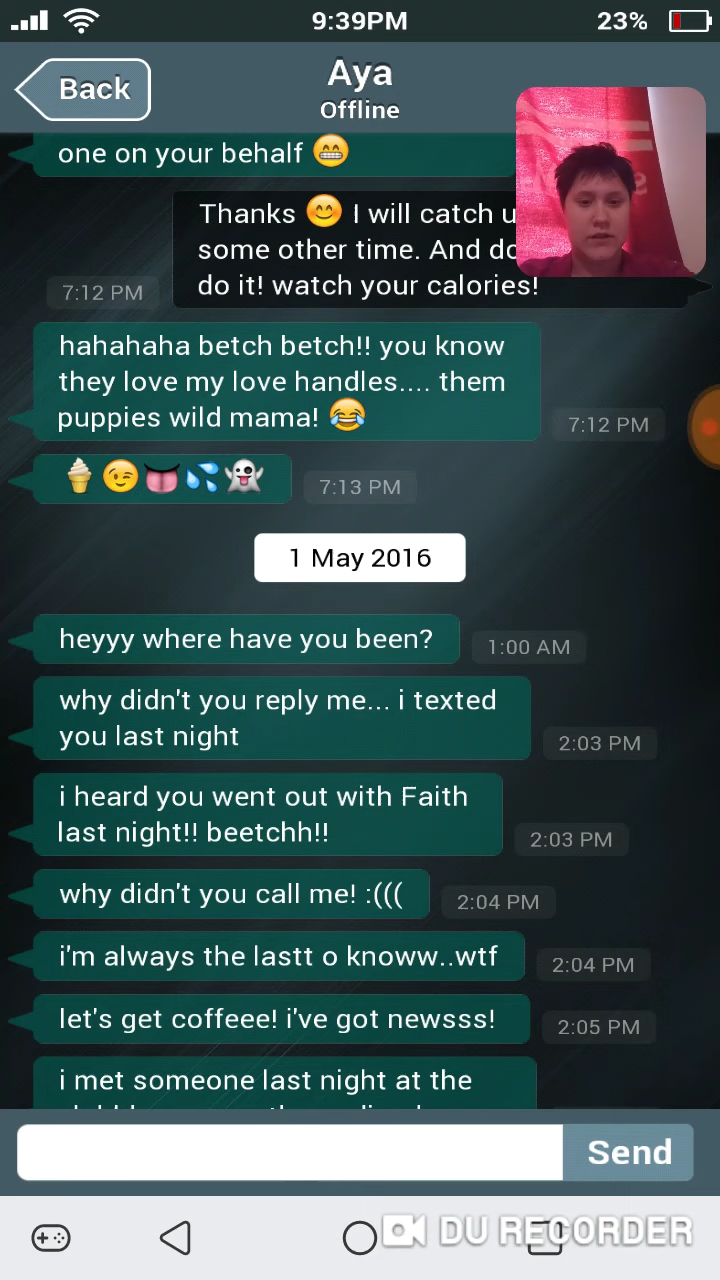 9:39PM
23%
Back
Aya
Offline
one on your behalf 😁
Thanks 😊 I will catch u
some other time. And do
do it! watch your calories!
7:12 PM
hahahaha betch betch!! you know
they love my love handles.... them
puppies wild mama! 😂
7:12 PM
🍦😉👅💦👻
7:13 PM
1 May 2016
heyyy where have you been?
1:00 AM
why didn't you reply me... i texted
you last night
2:03 PM
i heard you went out with Faith
last night!! beetchh!!
2:03 PM
why didn't you call me! :(((
2:04 PM
i'm always the lastt o knoww..wtf
2:04 PM
let's get coffeee! i've got newsss!
2:05 PM
i met someone last night at the
Send
DU RECORDER